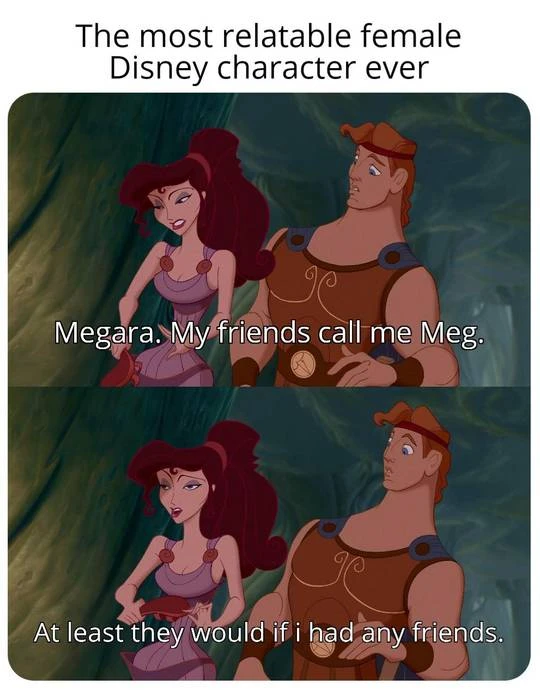 The most relatable female
Disney character ever
Megara. My friends call me Meg.
At least they would if i had any friends.